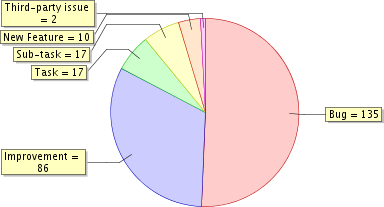 Third-party issue
= 2
New Feature = 10
Sub-task = 17
Task = 17
Bug = 135
Improvement =
86